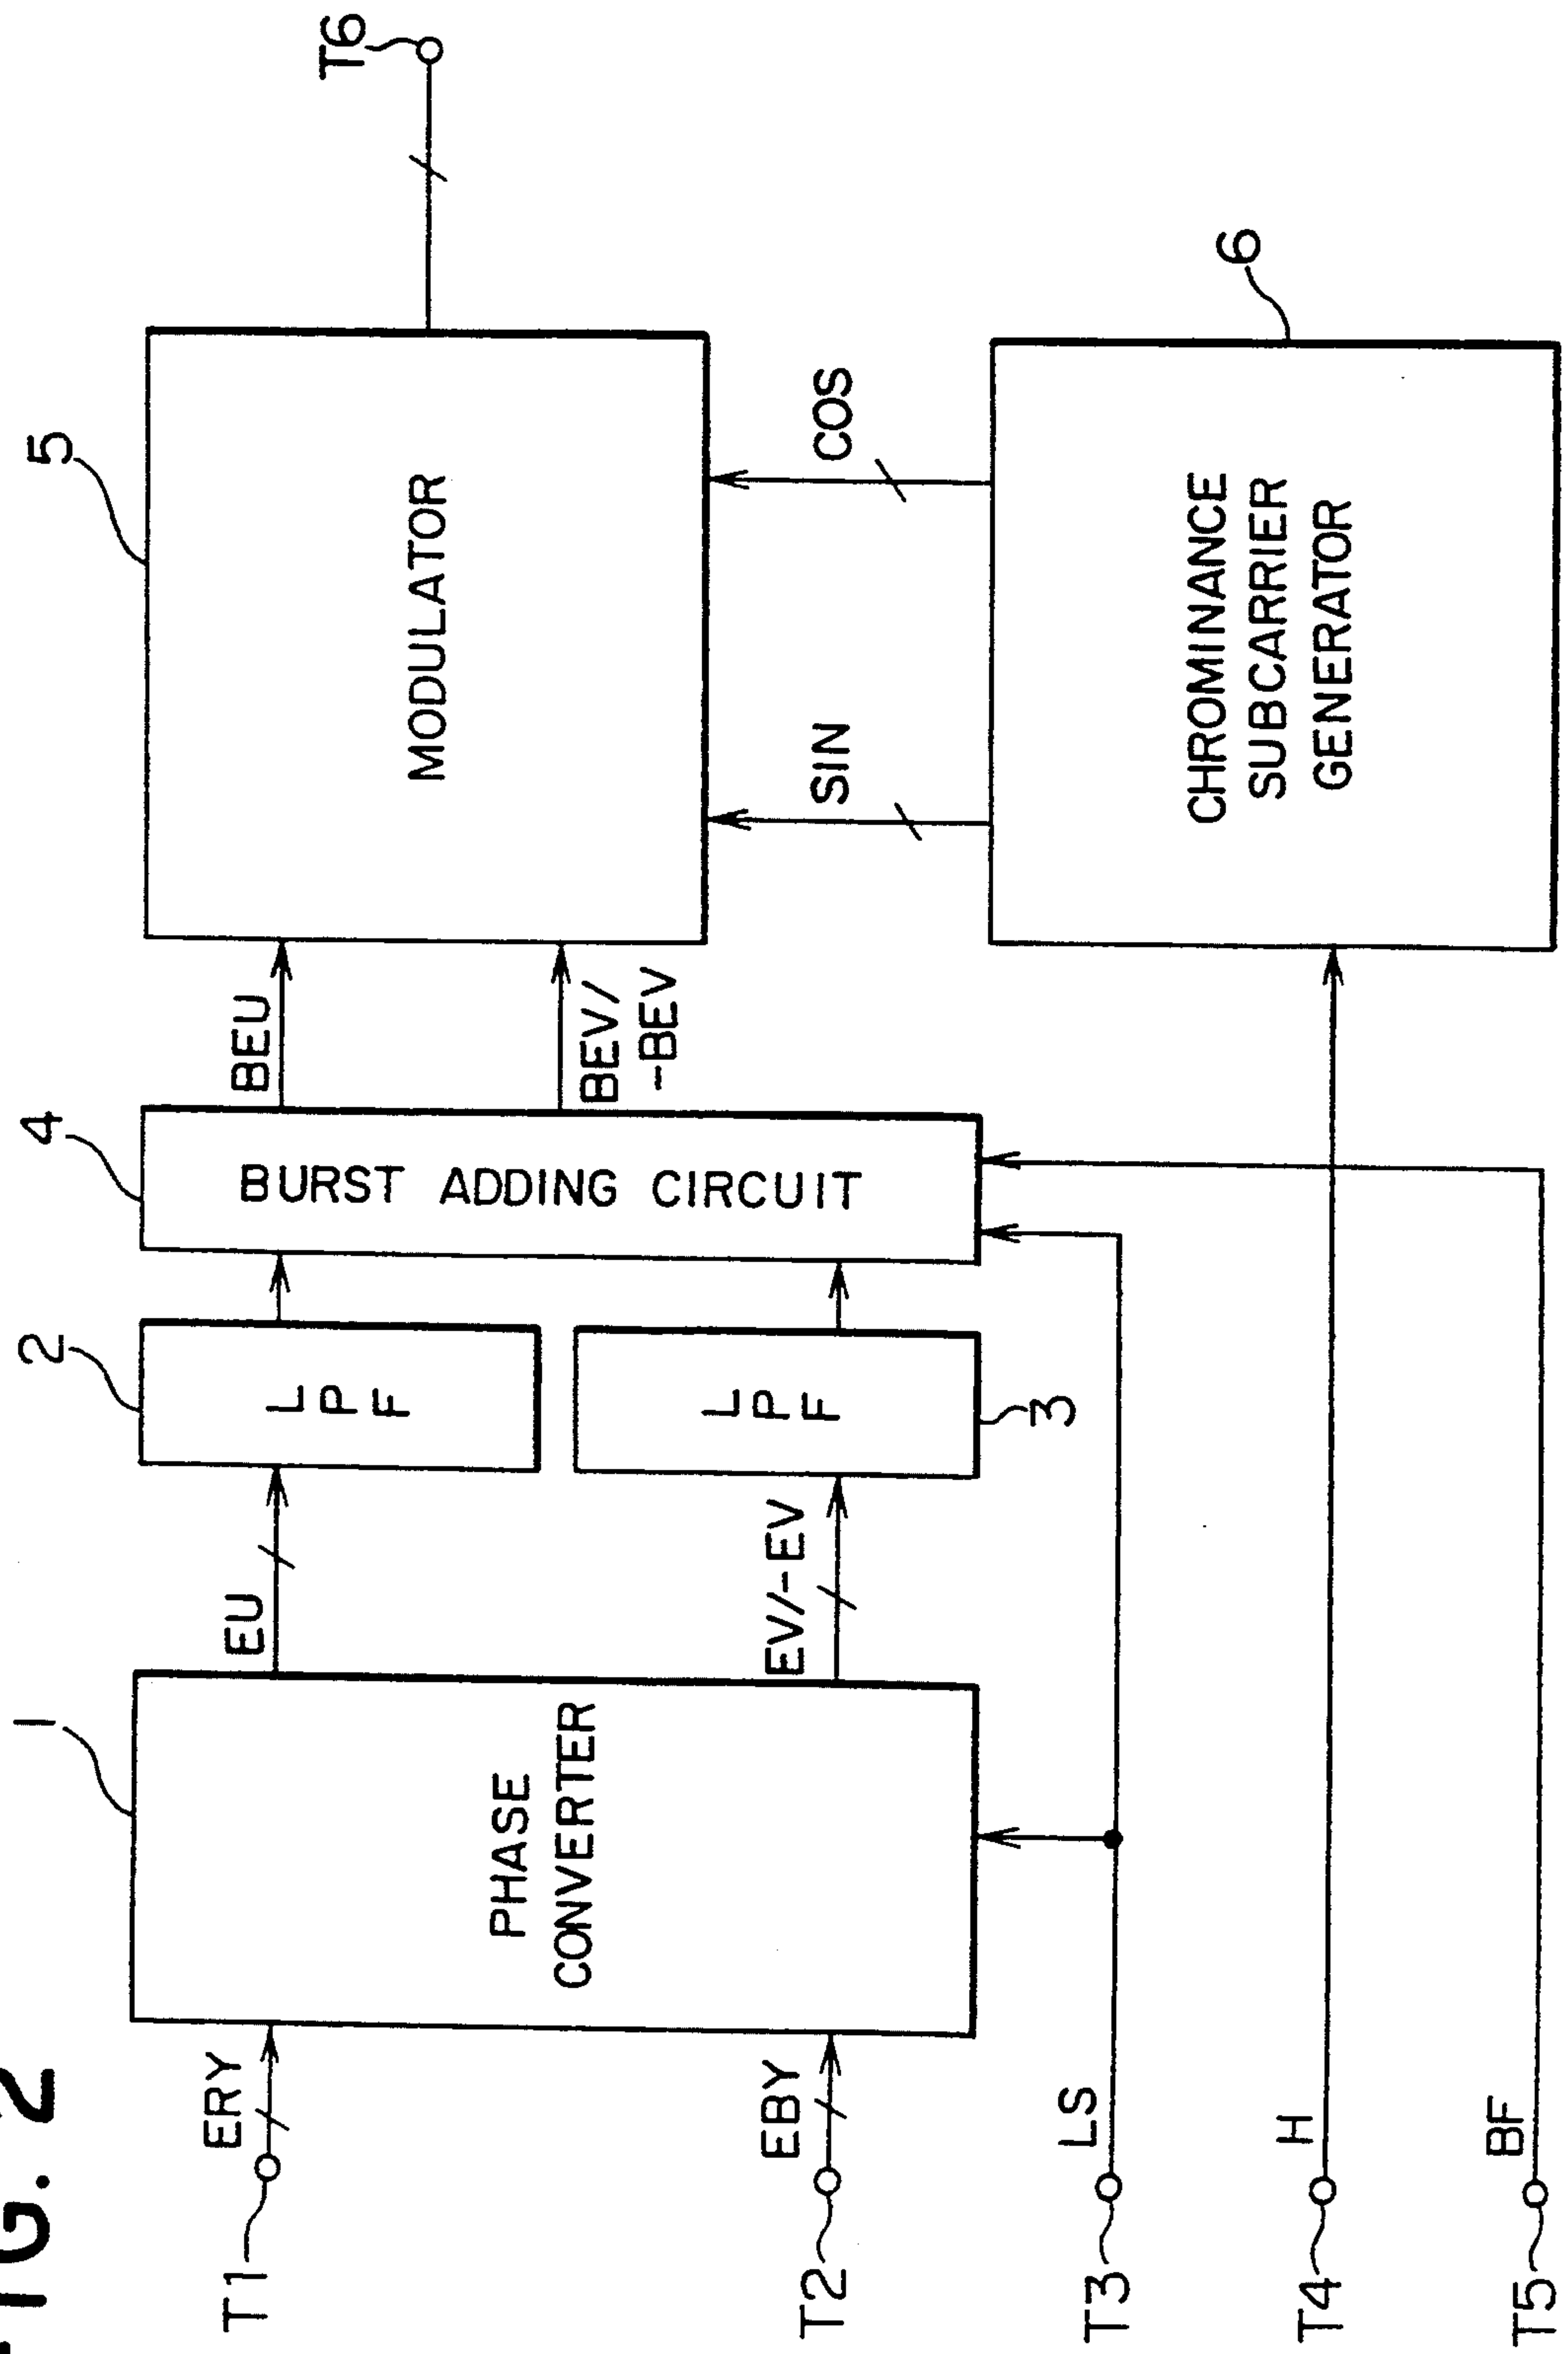 FIG. 2
T1
ERY
T2
EBY
T3
LS
T4
H
T5
BF
1
PHASE
CONVERTER
EU
EV/-EV
2
LPF
3
LPF
4
BURST ADDING CIRCUIT
BEU
BEV/
-BEV
5
MODULATOR
SIN
COS
6
CHROMINANCE
SUBCARRIER
GENERATOR
T6